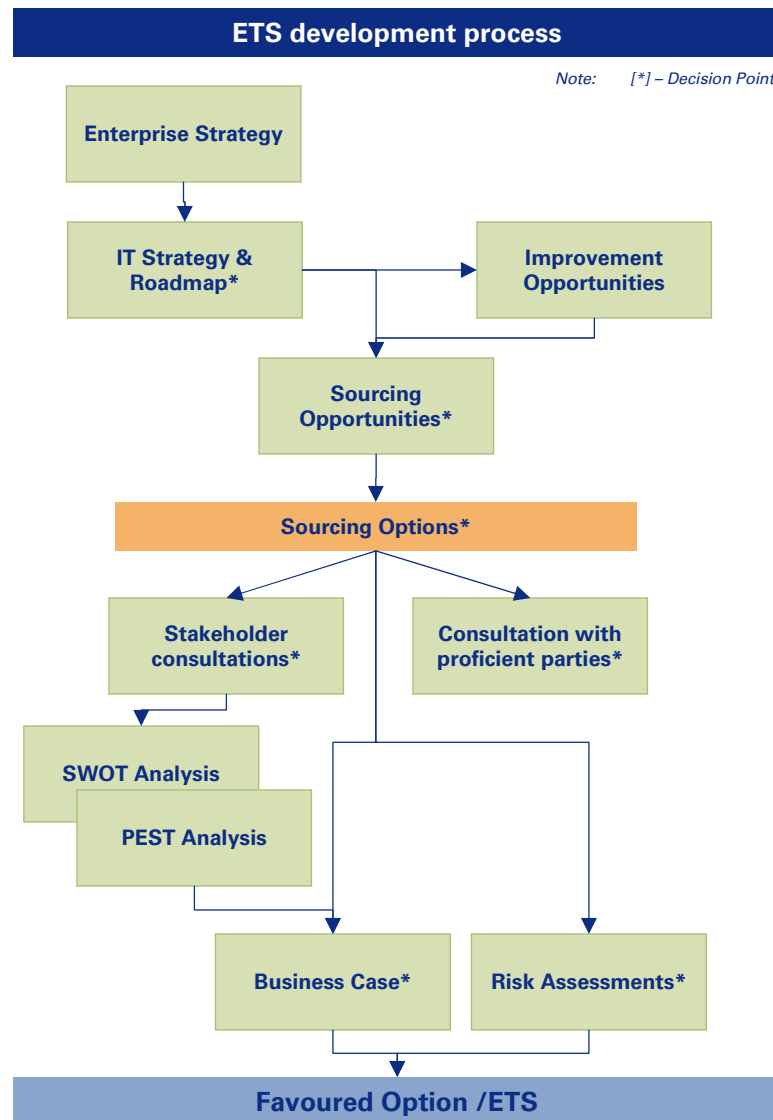 ETS development process
Note: [*] – Decision Point
Enterprise Strategy
IT Strategy &
Roadmap*
Improvement
Opportunities
Sourcing
Opportunities*
Sourcing Options*
Stakeholder
consultations*
Consultation with
proficient parties*
SWOT Analysis
PEST Analysis
Business Case*
Risk Assessments*
Favoured Option /ETS